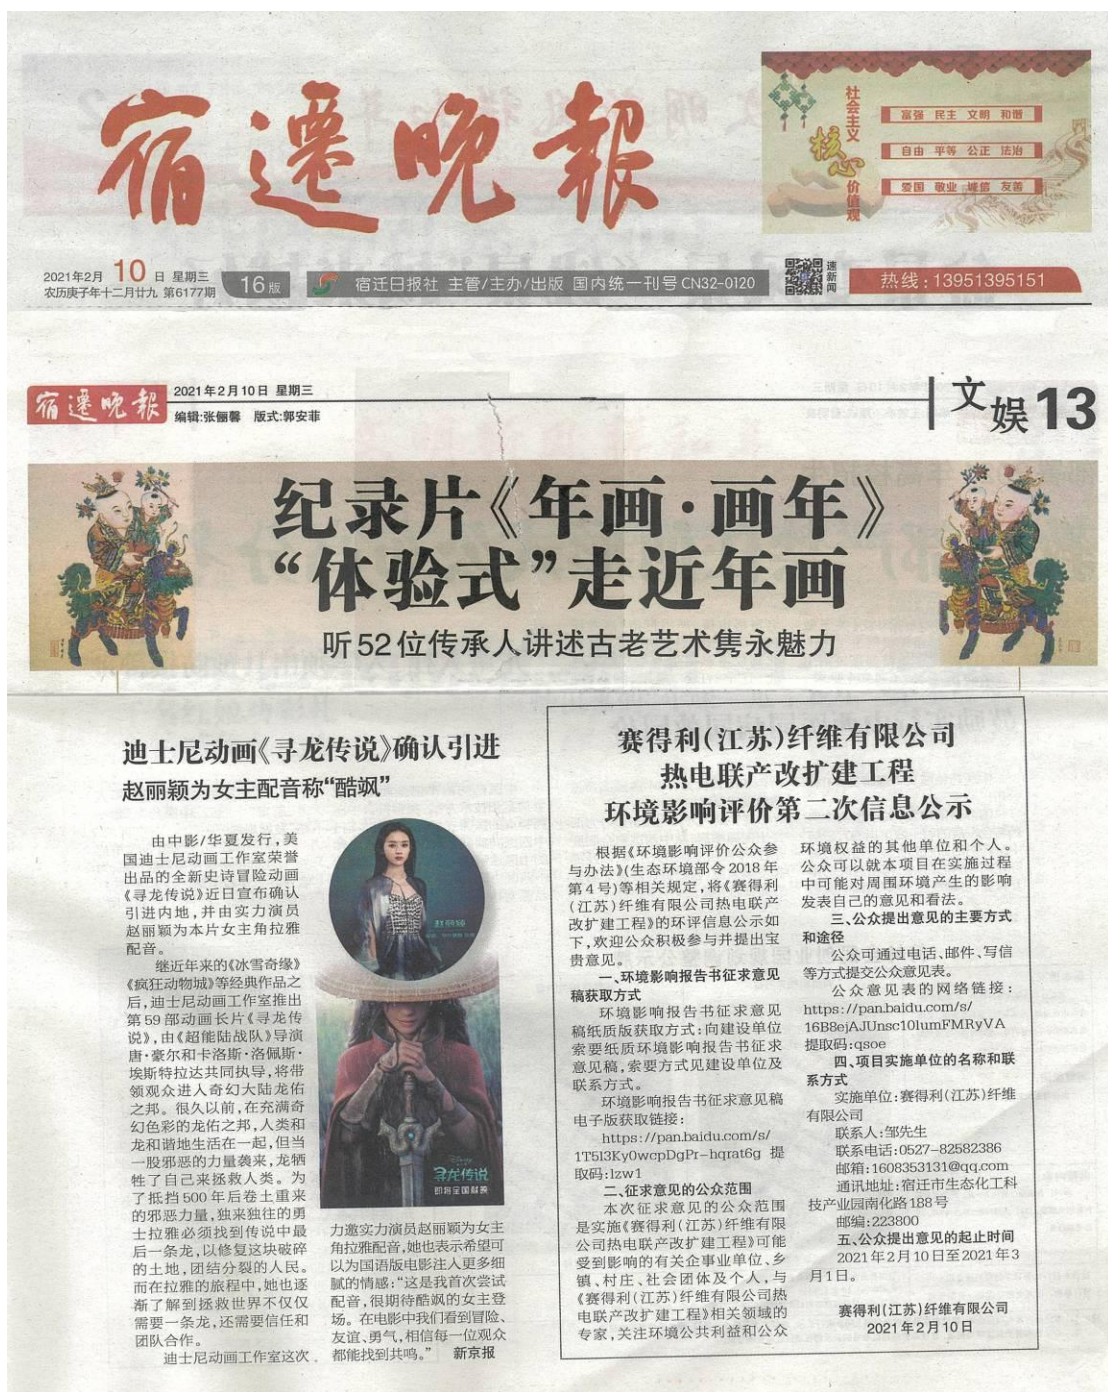 宿遷晚報
社会主义
核心
价值观
富强 民主 文明 和谐
自由 平等 公正 法治
爱国 敬业 诚信 友善
2021年2月10日 星期三
农历庚子年十二月廿九 第6177期
16版
宿迁日报社 主管/主办/出版 国内统一刊号CN32-0120
速新闻
热线:13951395151
宿遷晚報
2021年2月10日 星期三
编辑:张俪馨 版式:郭安菲
文娱13
纪录片《年画·画年》
“体验式”走近年画
听52位传承人讲述古老艺术隽永魅力
迪士尼动画《寻龙传说》确认引进
赵丽颖为女主配音称“酷飒”
由中影/华夏发行,美
国迪士尼动画工作室荣誉
出品的全新史诗冒险动画
《寻龙传说》近日宣布确认
引进内地,并由实力演员
赵丽颖为本片女主角拉雅
配音。
继近年来的《冰雪奇缘》
《疯狂动物城》等经典作品之
后,迪士尼动画工作室推出
第59部动画长片《寻龙传
说》,由《超能陆战队》导演
唐·豪尔和卡洛斯·洛佩斯·
埃斯特拉达共同执导,将带
领观众进入奇幻大陆龙佑
之邦。很久以前,在充满奇
幻色彩的龙佑之邦,人类和
龙和谐地生活在一起,但当
一股邪恶的力量袭来,龙牺
牲了自己来拯救人类。为
了抵挡500年后卷土重来
的邪恶力量,独来独往的勇
士拉雅必须找到传说中最
后一条龙,以修复这块破碎
的土地,团结分裂的人民。
而在拉雅的旅程中,她也逐
渐了解到拯救世界不仅仅
需要一条龙,还需要信任和
团队合作。
迪士尼动画工作室这次
赵丽颖
Disney
寻龙传说
即将全国献映
力邀实力演员赵丽颖为女主
角拉雅配音,她也表示希望可
以为国语版电影注入更多细
腻的情感:“这是我首次尝试
配音,很期待酷飒的女主登
场。在电影中我们看到冒险、
友谊、勇气,相信每一位观众
都能找到共鸣。” 新京报
赛得利(江苏)纤维有限公司
热电联产改扩建工程
环境影响评价第二次信息公示
根据《环境影响评价公众参
与办法》(生态环境部令2018年
第4号)等相关规定,将《赛得利
(江苏)纤维有限公司热电联产
改扩建工程》的环评信息公示如
下,欢迎公众积极参与并提出宝
贵意见。
一、环境影响报告书征求意见
稿获取方式
环境影响报告书征求意见
稿纸质版获取方式:向建设单位
索要纸质环境影响报告书征求
意见稿,索要方式见建设单位及
联系方式。
环境影响报告书征求意见稿
电子版获取链接:
https://pan.baidu.com/s/
1T5l3Ky0wcpDgPr-hqrat6g 提
取码:lzw1
二、征求意见的公众范围
本次征求意见的公众范围
是实施《赛得利(江苏)纤维有限
公司热电联产改扩建工程》可能
受到影响的有关企事业单位、乡
镇、村庄、社会团体及个人,与
《赛得利(江苏)纤维有限公司热
电联产改扩建工程》相关领域的
专家,关注环境公共利益和公众
环境权益的其他单位和个人。
公众可以就本项目在实施过程
中可能对周围环境产生的影响
发表自己的意见和看法。
三、公众提出意见的主要方式
和途径
公众可通过电话、邮件、写信
等方式提交公众意见表。
公众意见表的网络链接:
https://pan.baidu.com/s/
16B8ejAJUnsc10lumFMRyVA
提取码:qsoe
四、项目实施单位的名称和联
系方式
实施单位:赛得利(江苏)纤维
有限公司
联系人:邹先生
联系电话:0527-82582386
邮箱:1608353131@qq.com
通讯地址:宿迁市生态化工科
技产业园南化路188号
邮编:223800
五、公众提出意见的起止时间
2021年2月10日至2021年3
月1日。
赛得利(江苏)纤维有限公司
2021年2月10日